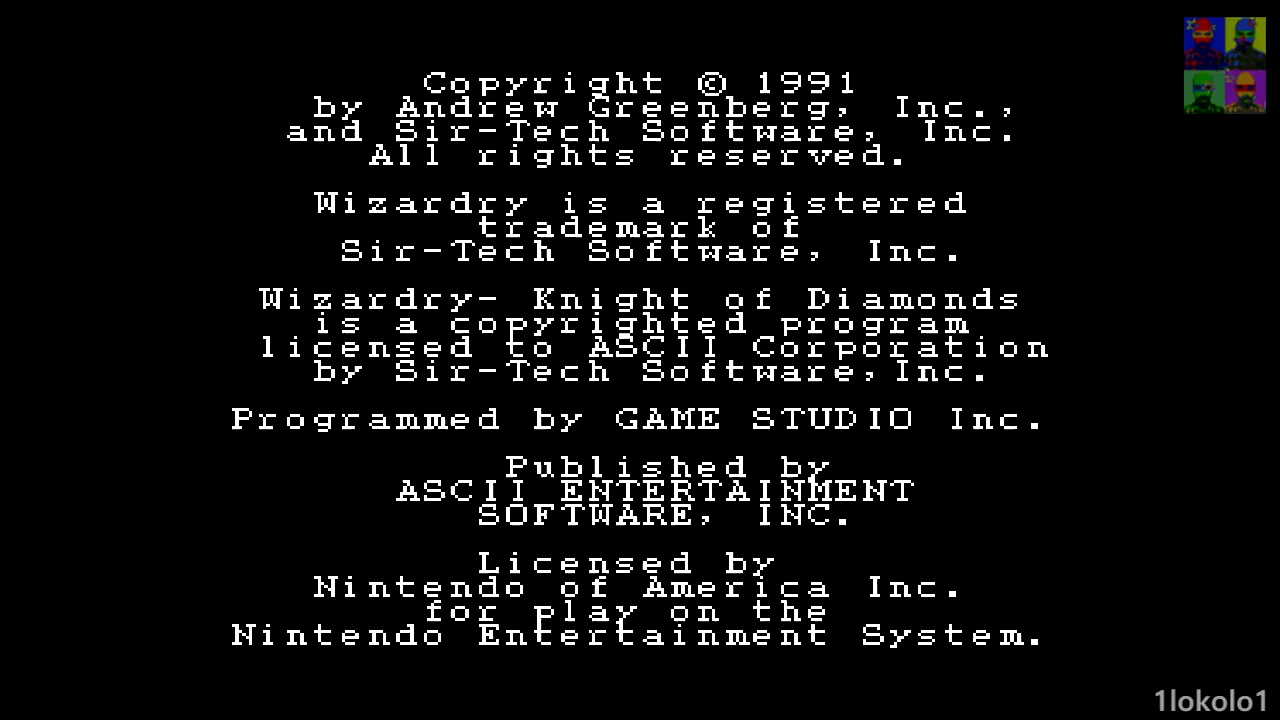 Copyright © 1991
by Andrew Greenberg, Inc.,
and Sir-Tech Software, Inc.
All rights reserved.
Wizardry is a registered
trademark of
Sir-Tech Software, Inc.
Wizardry- Knight of Diamonds
is a copyrighted program
licensed to ASCII Corporation
by Sir-Tech Software,Inc.
Programmed by GAME STUDIO Inc.
Published by
ASCII ENTERTAINMENT
SOFTWARE, INC.
Licensed by
Nintendo of America Inc.
for play on the
Nintendo Entertainment System.
1lokolo1